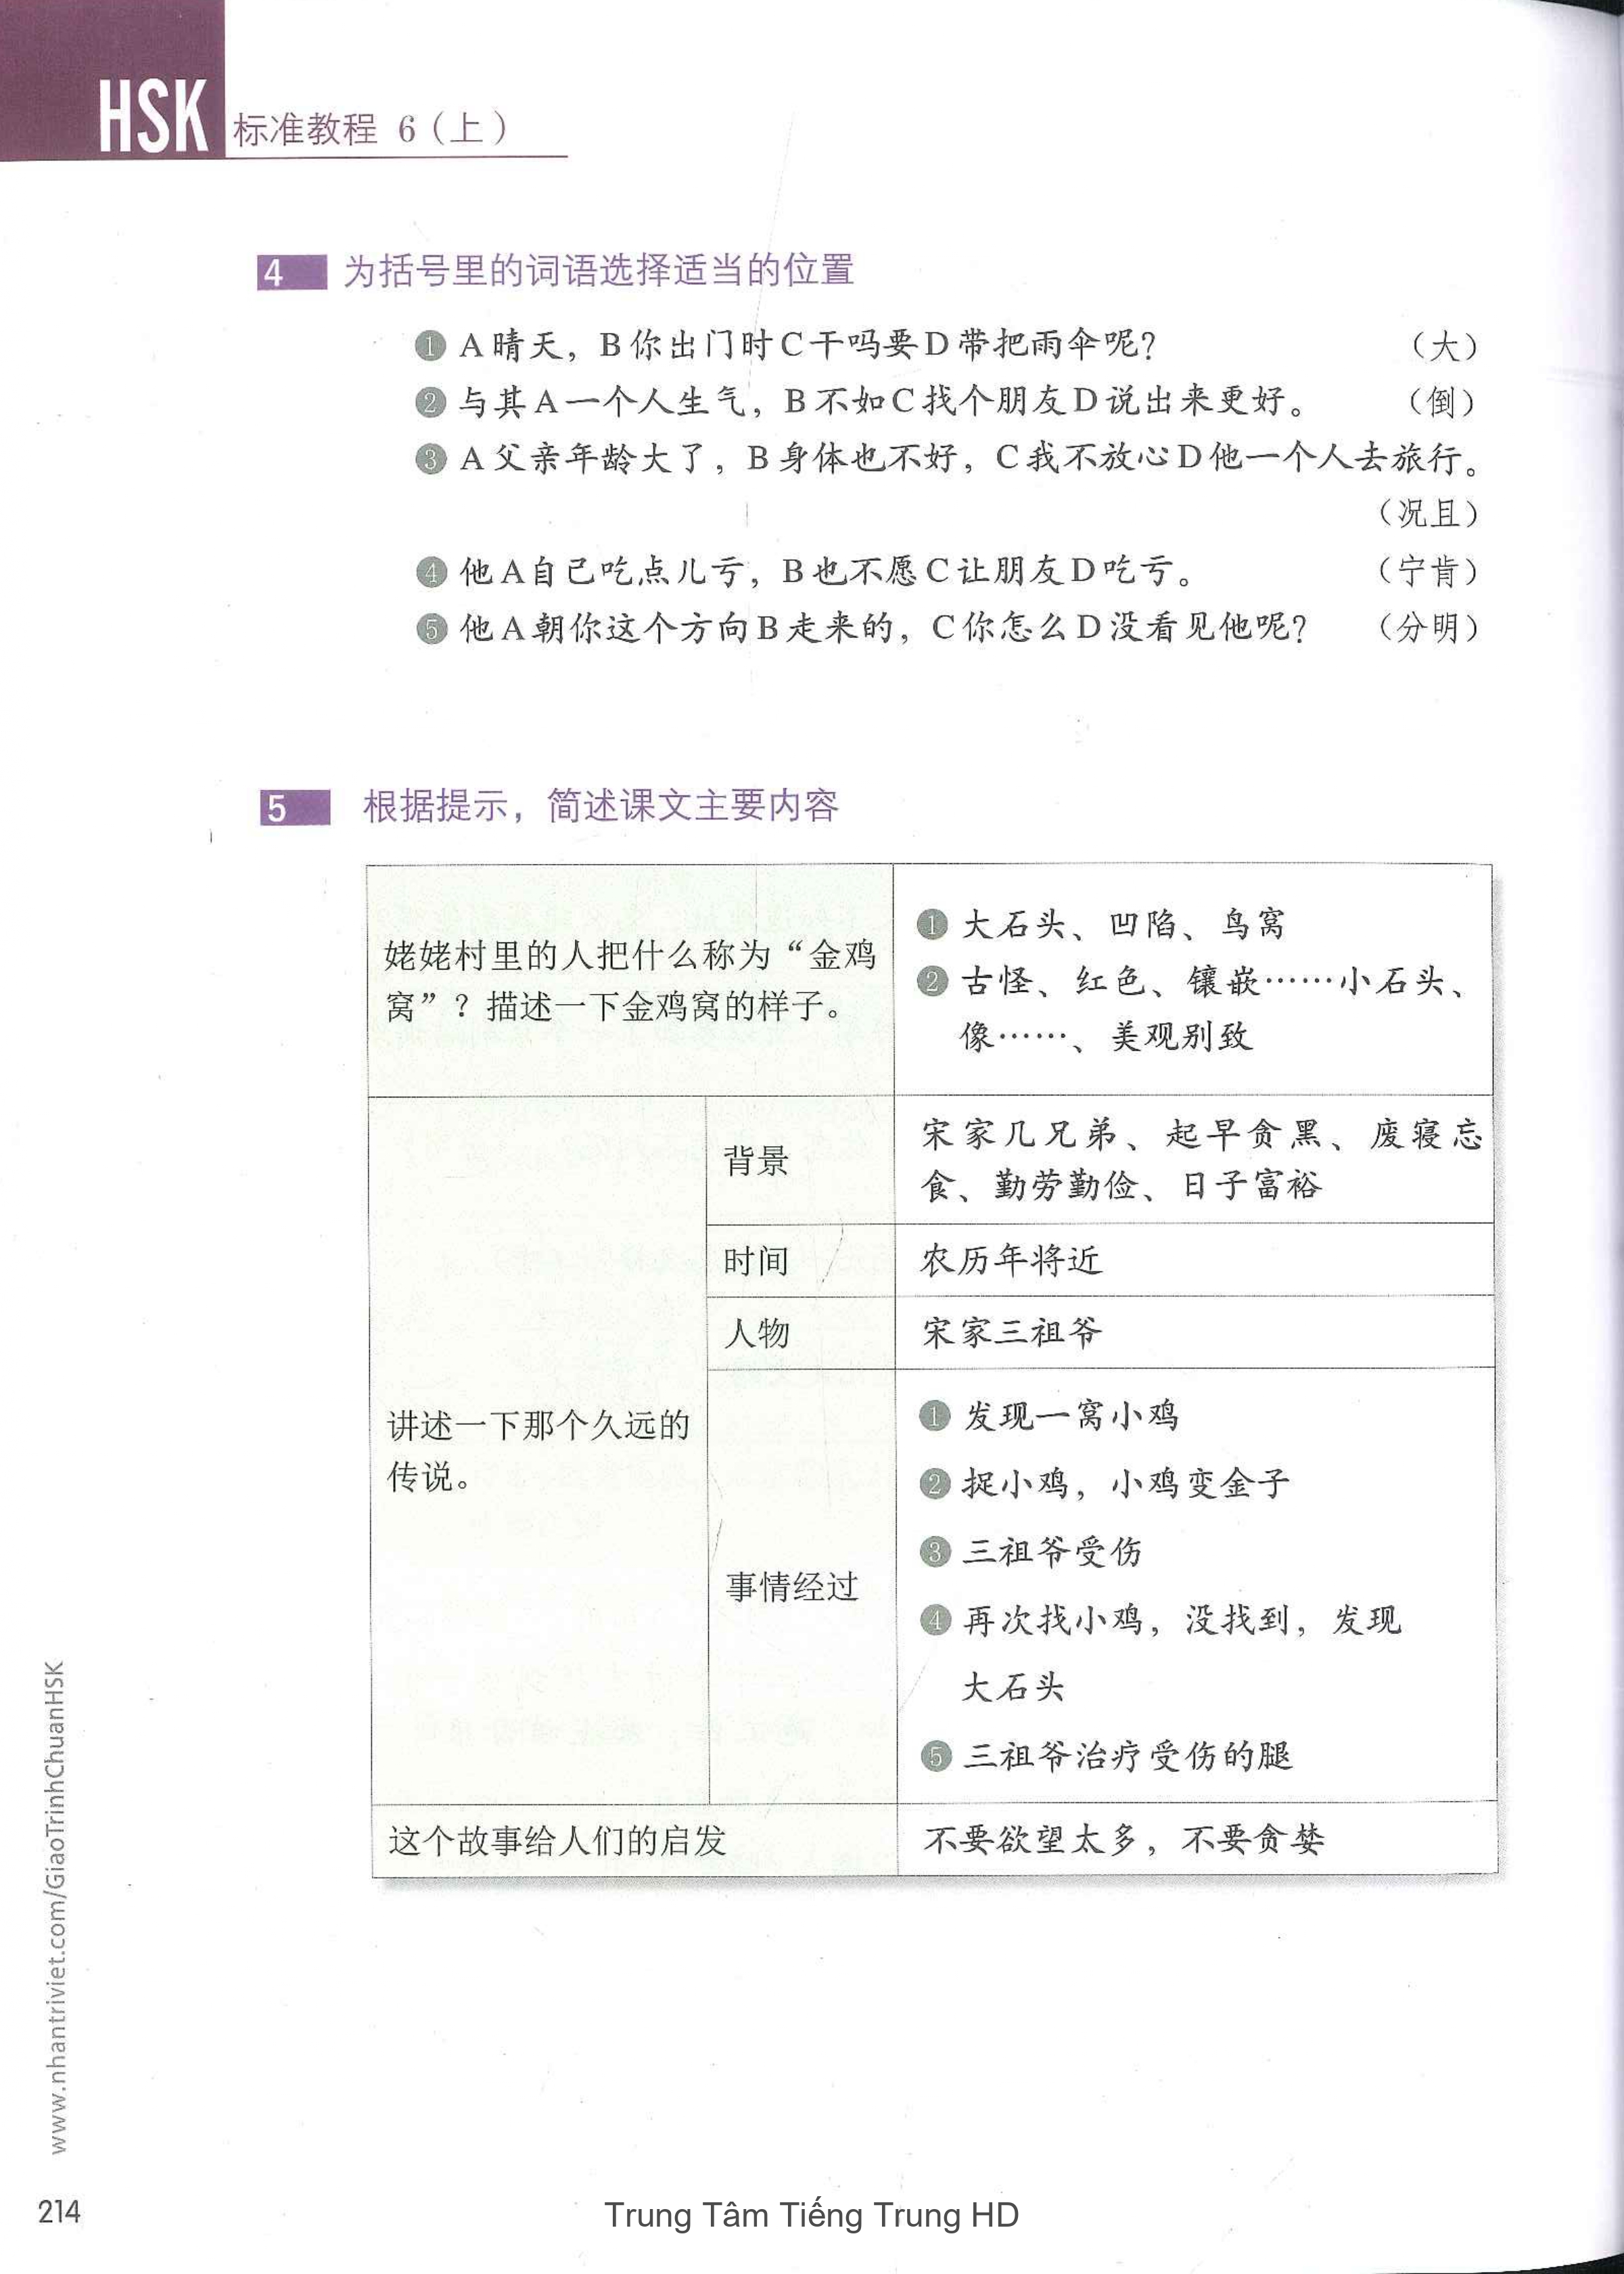 HSK 标准教程 6（上）
4 为括号里的词语选择适当的位置
1 A晴天，B你出门时C干吗要D带把雨伞呢？ （大）
2 与其A一个人生气，B不如C找个朋友D说出来更好。 （倒）
3 A父亲年龄大了，B身体也不好，C我不放心D他一个人去旅行。
（况且）
4 他A自己吃点儿亏，B也不愿C让朋友D吃亏。 （宁肯）
5 他A朝你这个方向B走来的，C你怎么D没看见他呢？ （分明）
5 根据提示，简述课文主要内容
姥姥村里的人把什么称为“金鸡
窝”？描述一下金鸡窝的样子。
1 大石头、凹陷、鸟窝
2 古怪、红色、镶嵌……小石头、
像……、美观别致
讲述一下那个久远的
传说。
背景
宋家几兄弟、起早贪黑、废寝忘
食、勤劳勤俭、日子富裕
时间
农历年将近
人物
宋家三祖爷
事情经过
1 发现一窝小鸡
2 捉小鸡，小鸡变金子
3 三祖爷受伤
4 再次找小鸡，没找到，发现
大石头
5 三祖爷治疗受伤的腿
这个故事给人们的启发
不要欲望太多，不要贪婪
www.nhantriviet.com/GiaoTrinhChuanHSK
214
Trung Tâm Tiếng Trung HD